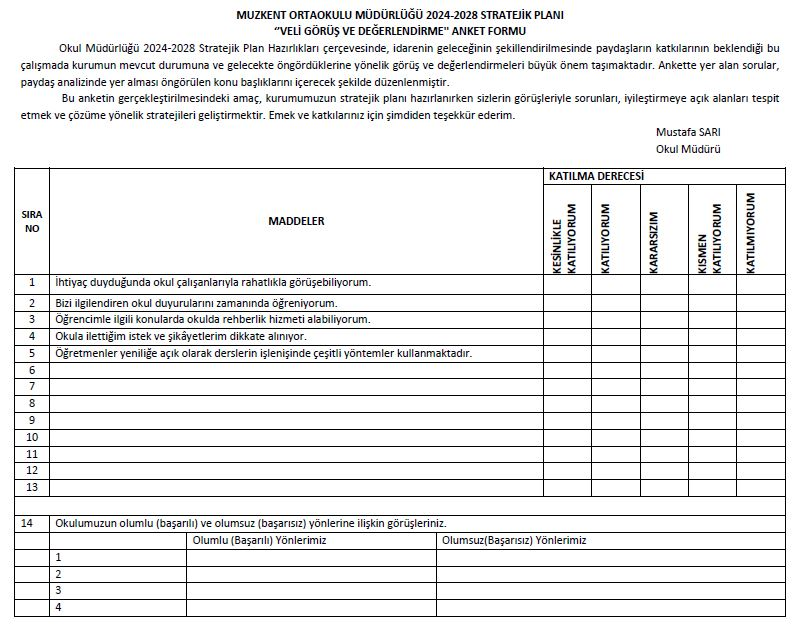 MUZKENT ORTAOKULU MÜDÜRLÜĞÜ 2024-2028 STRATEJİK PLANI
‘’VELİ GÖRÜŞ VE DEĞERLENDİRME" ANKET FORMU
Okul Müdürlüğü 2024-2028 Stratejik Plan Hazırlıkları çerçevesinde, idarenin geleceğinin şekillendirilmesinde paydaşların katkılarının beklendiği bu
çalışmada kurumun mevcut durumuna ve gelecekte öngördüklerine yönelik görüş ve değerlendirmeleri büyük önem taşımaktadır. Ankette yer alan sorular,
paydaş analizinde yer alması öngörülen konu başlıklarını içerecek şekilde düzenlenmiştir.
Bu anketin gerçekleştirilmesindeki amaç, kurumumuzun stratejik planı hazırlanırken sizlerin görüşleriyle sorunları, iyileştirmeye açık alanları tespit
etmek ve çözüme yönelik stratejileri geliştirmektir. Emek ve katkılarınız için şimdiden teşekkür ederim.
Mustafa SARI
Okul Müdürü
SIRA NO
MADDELER
KATILMA DERECESİ
KESİNLİKLE KATILIYORUM
KATILIYORUM
KARARSIZIM
KISMEN KATILIYORUM
KATILMIYORUM
1 İhtiyaç duyduğunda okul çalışanlarıyla rahatlıkla görüşebiliyorum.
2 Bizi ilgilendiren okul duyurularını zamanında öğreniyorum.
3 Öğrencimle ilgili konularda okulda rehberlik hizmeti alabiliyorum.
4 Okula ilettiğim istek ve şikâyetlerim dikkate alınıyor.
5 Öğretmenler yeniliğe açık olarak derslerin işlenişinde çeşitli yöntemler kullanmaktadır.
6
7
8
9
10
11
12
13
14 Okulumuzun olumlu (başarılı) ve olumsuz (başarısız) yönlerine ilişkin görüşleriniz.
Olumlu (Başarılı) Yönlerimiz Olumsuz(Başarısız) Yönlerimiz
1
2
3
4